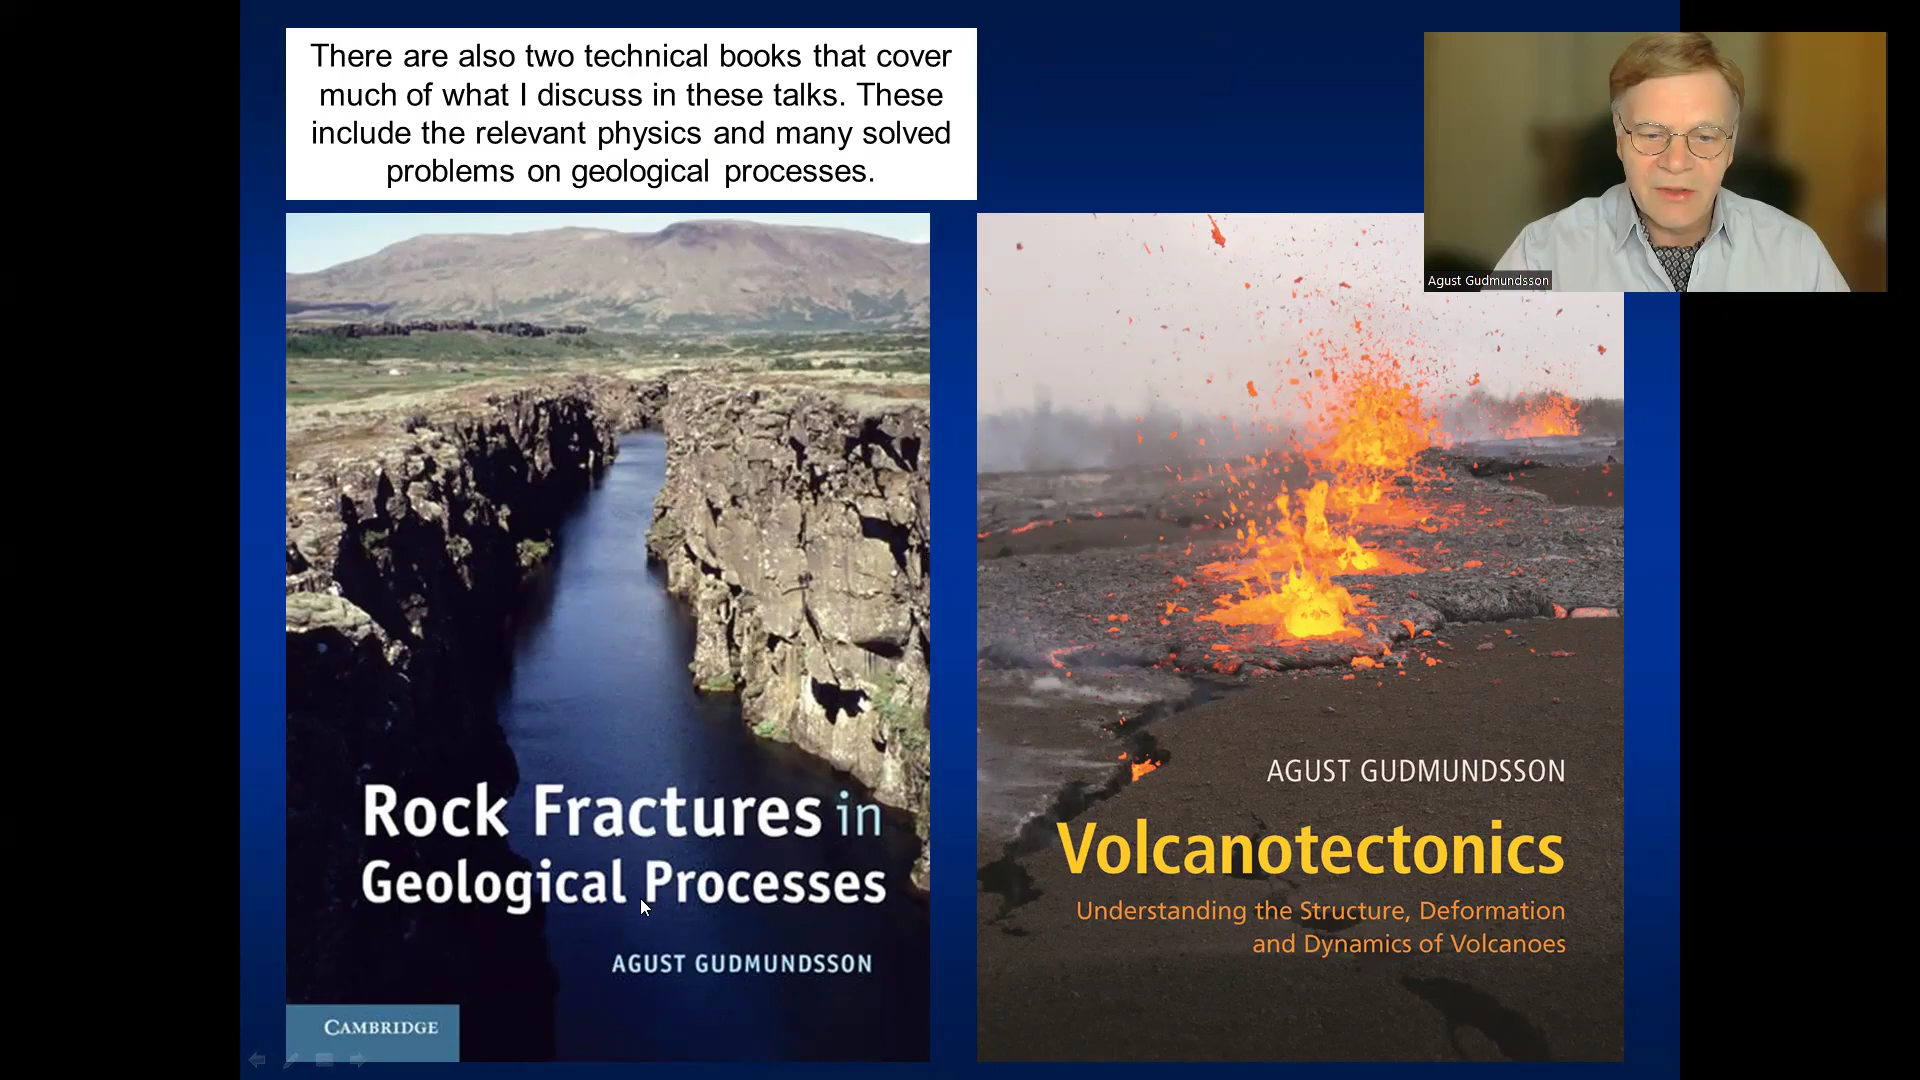 There are also two technical books that cover
much of what I discuss in these talks. These
include the relevant physics and many solved
problems on geological processes.
Agust Gudmundsson
Rock Fractures in
Geological Processes
AGUST GUDMUNDSSON
CAMBRIDGE
AGUST GUDMUNDSSON
Volcanotectonics
Understanding the Structure, Deformation
and Dynamics of Volcanoes